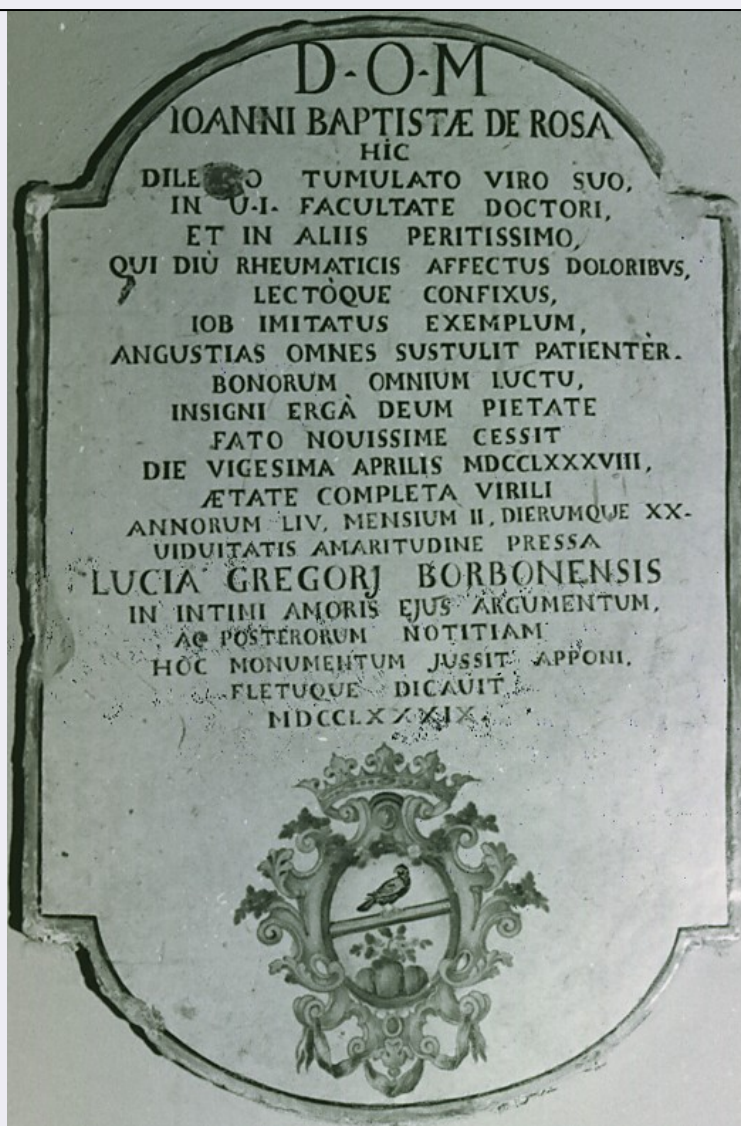 D·O·M
IOANNI BAPTISTÆ DE ROSA
HIC
TUMULATO VIRO SUO,
IN U·I· FACULTATE DOCTORI,
ET IN ALIIS PERITISSIMO,
QUI DIÙ RHEUMATICIS AFFECTUS DOLORIBVS,
LECTÒQUE CONFIXUS,
IOB IMITATUS EXEMPLUM,
ANGUSTIAS OMNES SUSTULIT PATIENTÈR.
BONORUM OMNIUM LUCTU,
INSIGNI ERGÀ DEUM PIETATE
FATO NOUISSIME CESSIT
DIE VIGESIMA APRILIS MDCCLXXXVIII,
ÆTATE COMPLETA VIRILI
ANNORUM LIV, MENSIUM II, DIERUMQUE XX-
UIDUITATIS AMARITUDINE PRESSA
LUCIA GREGORJ BORBONENSIS
IN INTIMI AMORIS EJUS ARGUMENTUM,
AC POSTERORUM NOTITIAM
HOC MONUMENTUM JUSSIT APPONI,
FLETUQUE DICAUIT
MDCCLXXXIX.